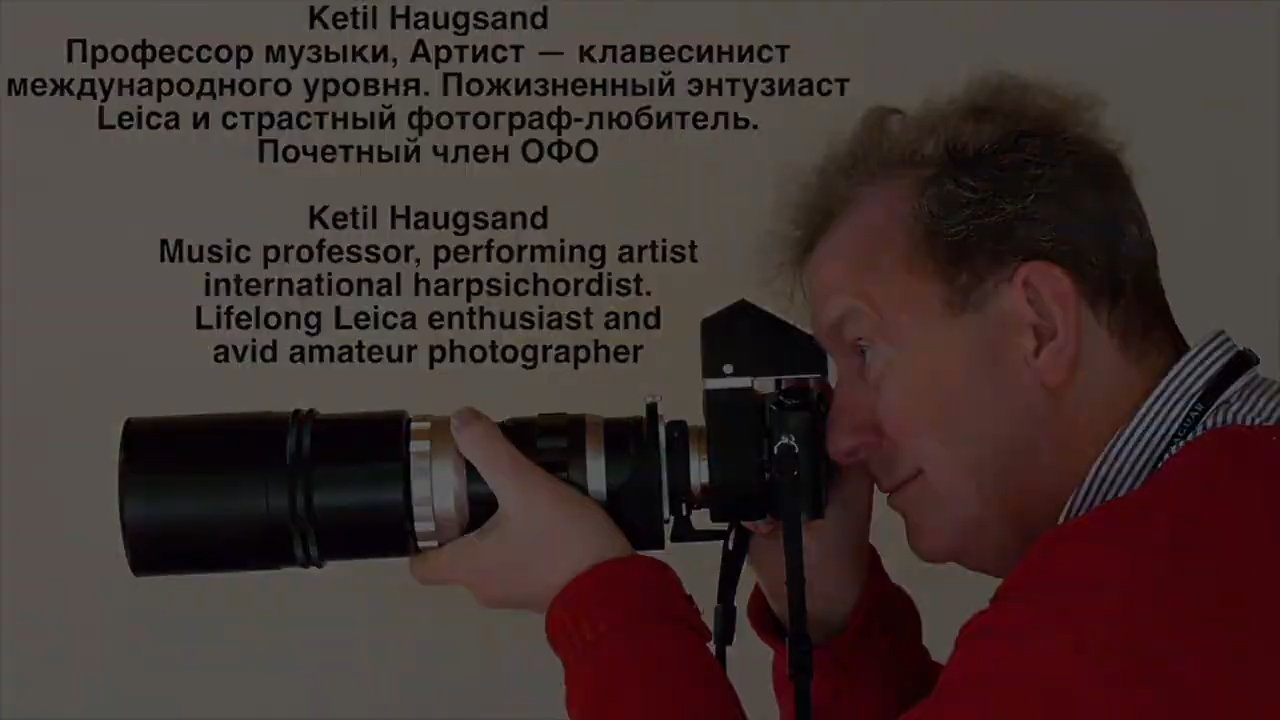 Ketil Haugsand
Профессор музыки, Артист — клавесинист
международного уровня. Пожизненный энтузиаст
Leica и страстный фотограф-любитель.
Почетный член ОФО
Ketil Haugsand
Music professor, performing artist
international harpsichordist.
Lifelong Leica enthusiast and
avid amateur photographer
JAGUAR